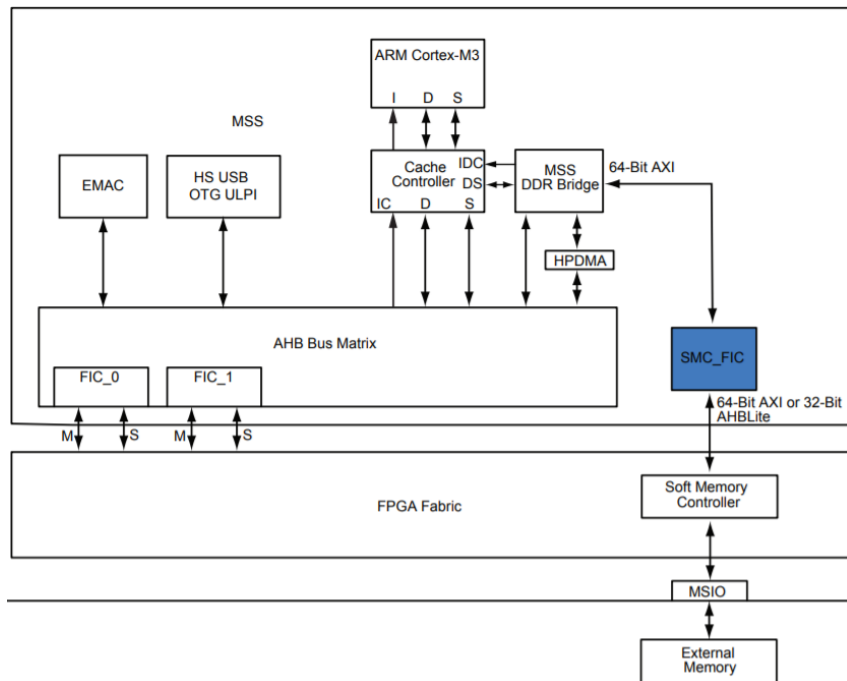 ARM Cortex-M3
I D S
MSS
EMAC
HS USB
OTG ULPI
Cache
Controller
IDC
DS
IC D S
MSS
DDR Bridge
64-Bit AXI
HPDMA
AHB Bus Matrix
SMC_FIC
FIC_0
FIC_1
64-Bit AXI or 32-Bit
AHBLite
M S M S
FPGA Fabric
Soft Memory
Controller
MSIO
External
Memory